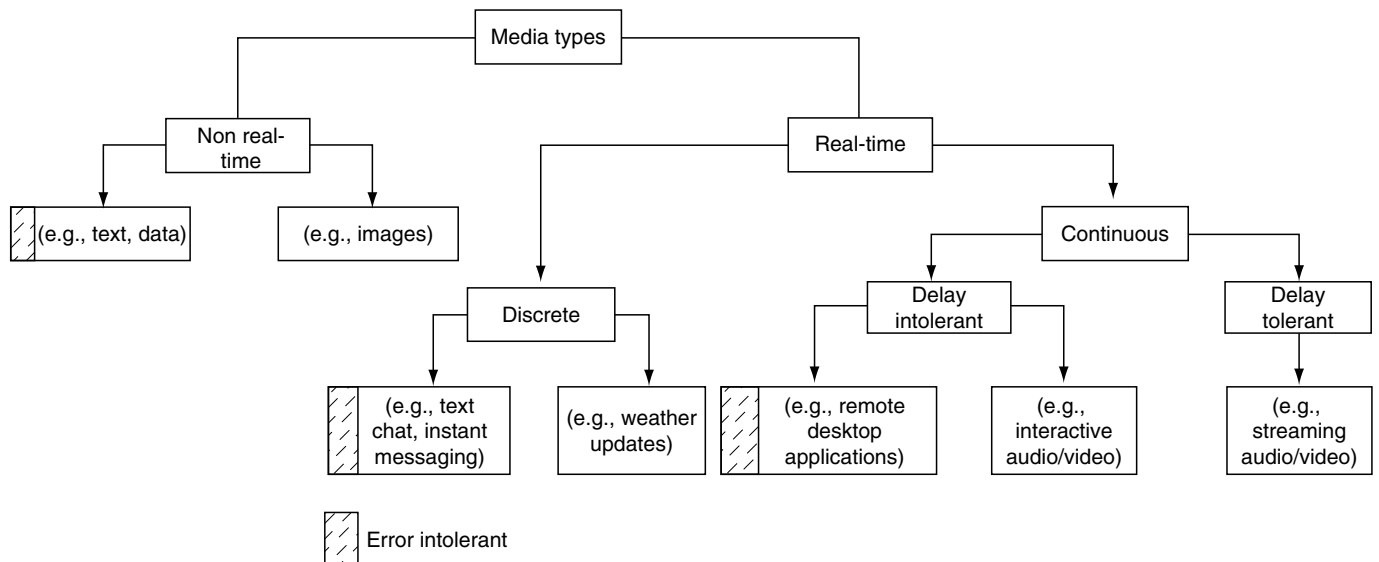 Media types
Non real-
time
Real-time
(e.g., text, data)
(e.g., images)
Continuous
Discrete
Delay
intolerant
Delay
tolerant
(e.g., text
chat, instant
messaging)
(e.g., weather
updates)
(e.g., remote
desktop
applications)
(e.g.,
interactive
audio/video)
(e.g.,
streaming
audio/video)
Error intolerant